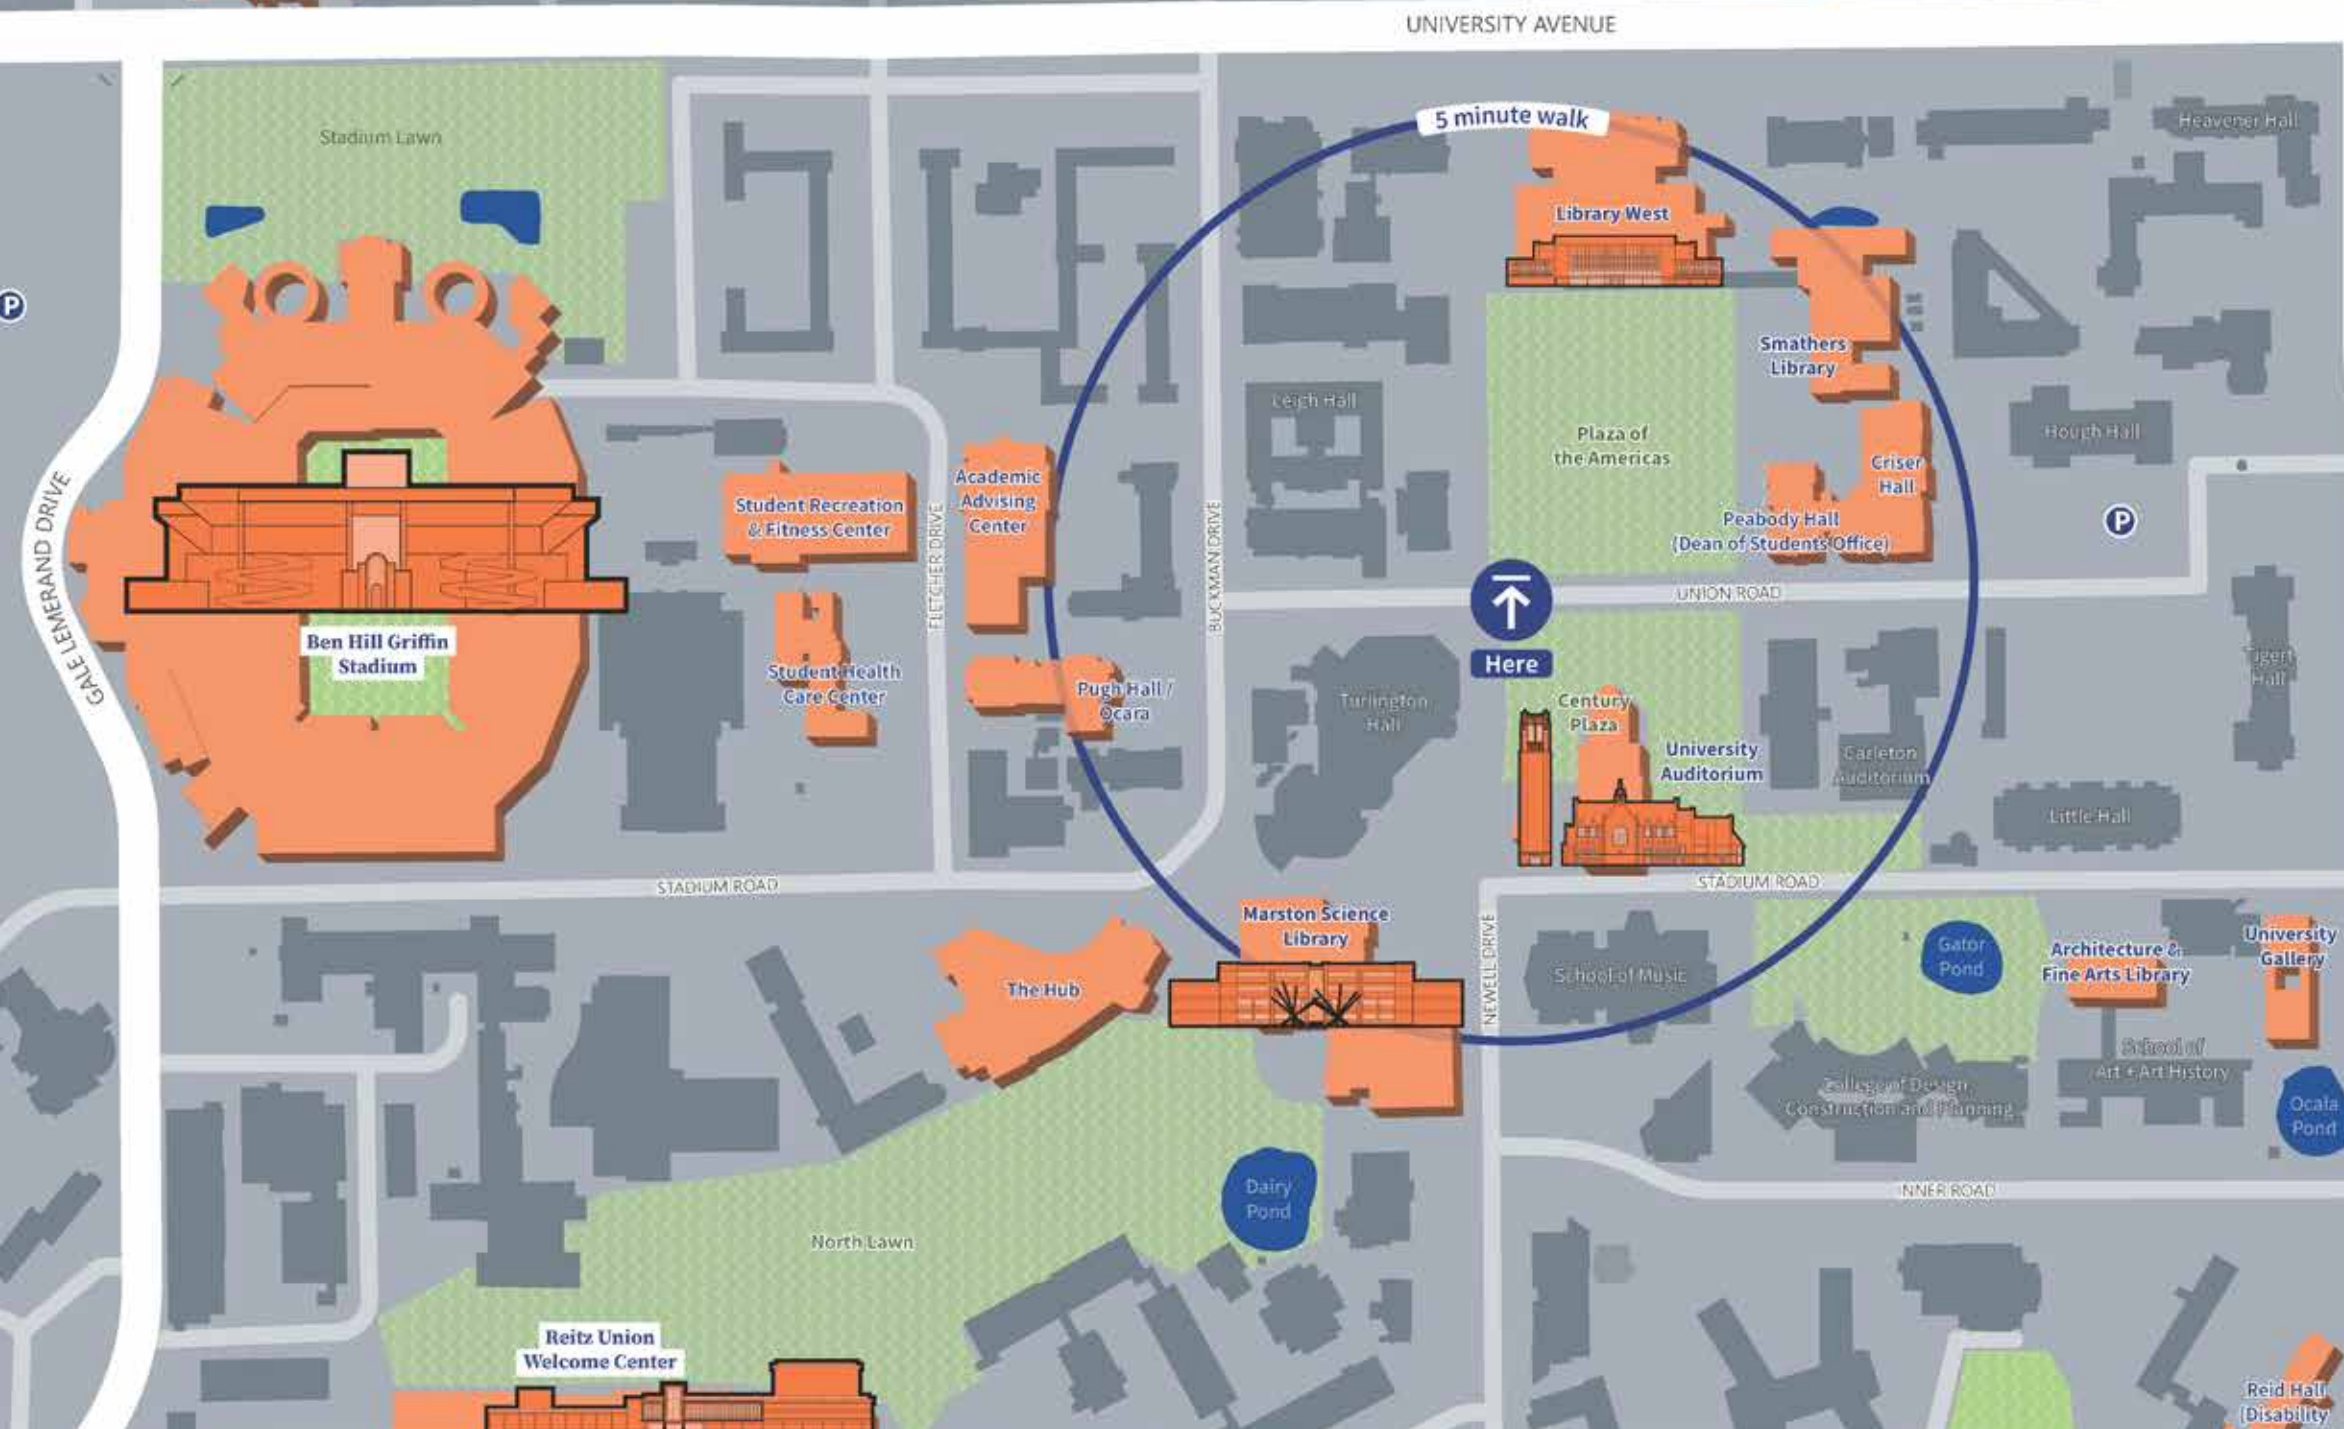 UNIVERSITY AVENUE
Stadium Lawn
5 minute walk
Heavener Hall
P
Library West
Smathers
Library
Leigh Hall
Plaza of
the Americas
Hough Hall
Criser
Hall
Academic
Advising
Center
Student Recreation
& Fitness Center
GALE LEMERAND DRIVE
FLETCHER DRIVE
BUCKMAN DRIVE
Peabody Hall
(Dean of Students Office)
P
UNION ROAD
Here
Ben Hill Griffin
Stadium
Student Health
Care Center
Pugh Hall /
Ocara
Turlington
Hall
Century
Plaza
University
Auditorium
Carleton
Auditorium
Tigert
Hall
Little Hall
STADIUM ROAD
STADIUM ROAD
Marston Science
Library
The Hub
NEWELL DRIVE
School of Music
Gator
Pond
Architecture &
Fine Arts Library
University
Gallery
School of
Art + Art History
College of Design,
Construction and Planning
Ocala
Pond
Dairy
Pond
INNER ROAD
North Lawn
Reitz Union
Welcome Center
Reid Hall
(Disability